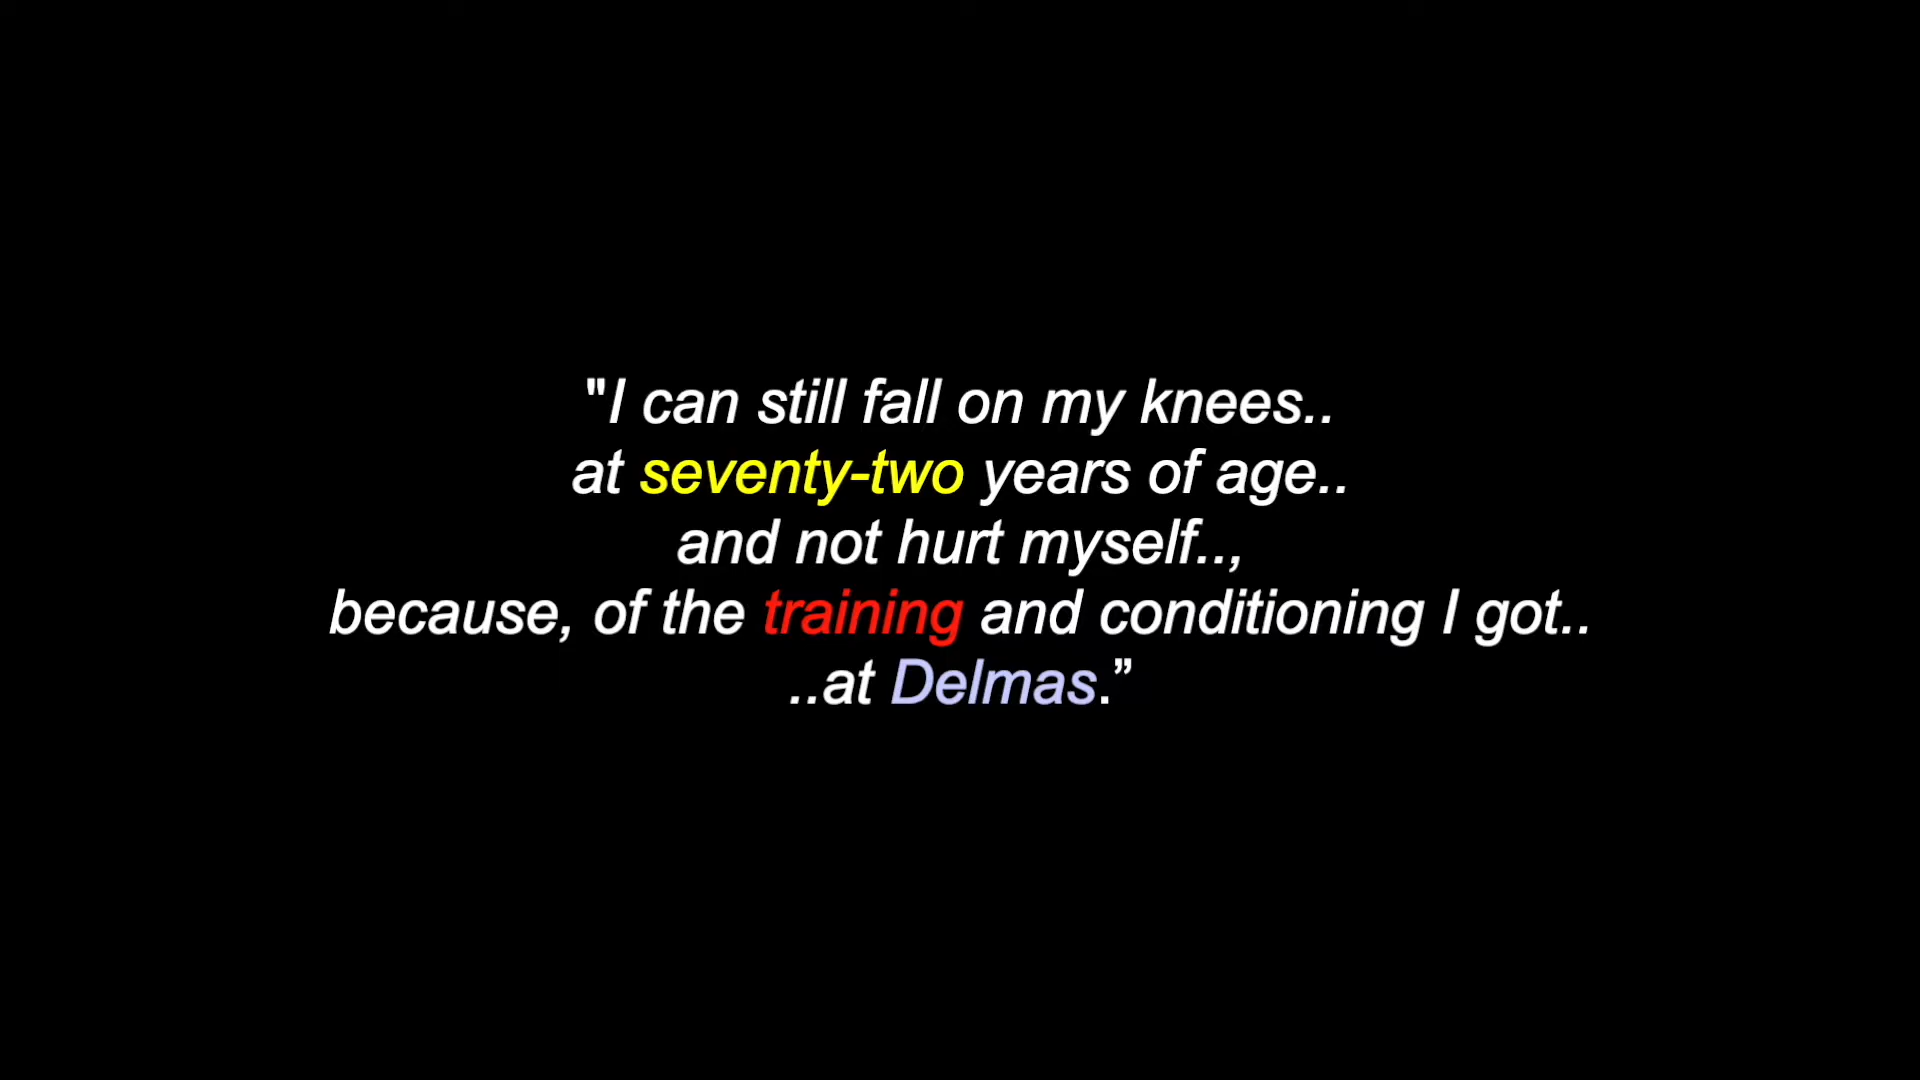 "I can still fall on my knees..
at seventy-two years of age..
and not hurt myself..,
because, of the training and conditioning I got..
..at Delmas.”